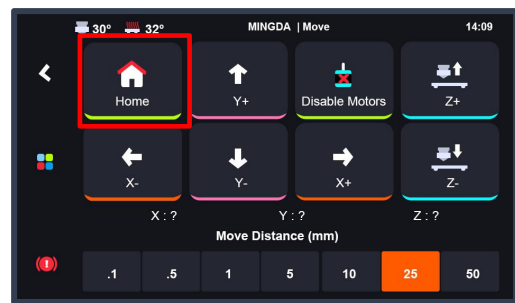 30° 32° MINGDA | Move 14:09
Home Y+ Disable Motors Z+
X- Y- X+ Z-
X : ? Y : ? Z : ?
Move Distance (mm)
.1 .5 1 5 10 25 50